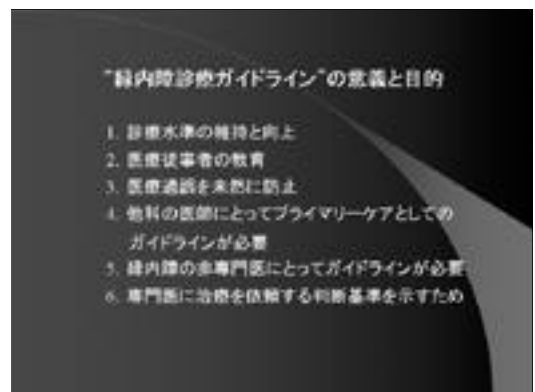 “緑内障診療ガイドライン”の意義と目的
1. 診療水準の維持と向上
2. 医療従事者の教育
3. 医療過誤を未然に防止
4. 他科の医師にとってプライマリーケアとしての
ガイドラインが必要
5. 緑内障の非専門医にとってガイドラインが必要
6. 専門医に治療を依頼する判断基準を示すため